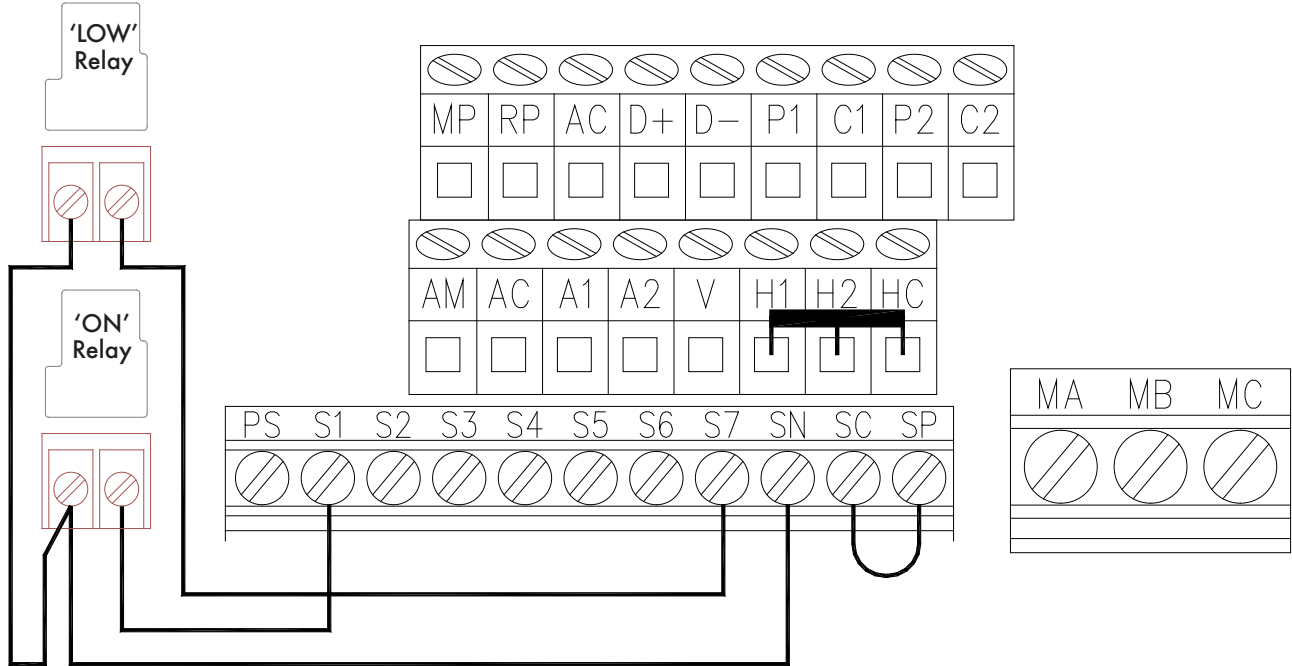 ‘LOW’
Relay
MP RP AC D+ D− P1 C1 P2 C2
AM AC A1 A2 V H1 H2 HC
‘ON’
Relay
MA MB MC
PS S1 S2 S3 S4 S5 S6 S7 SN SC SP